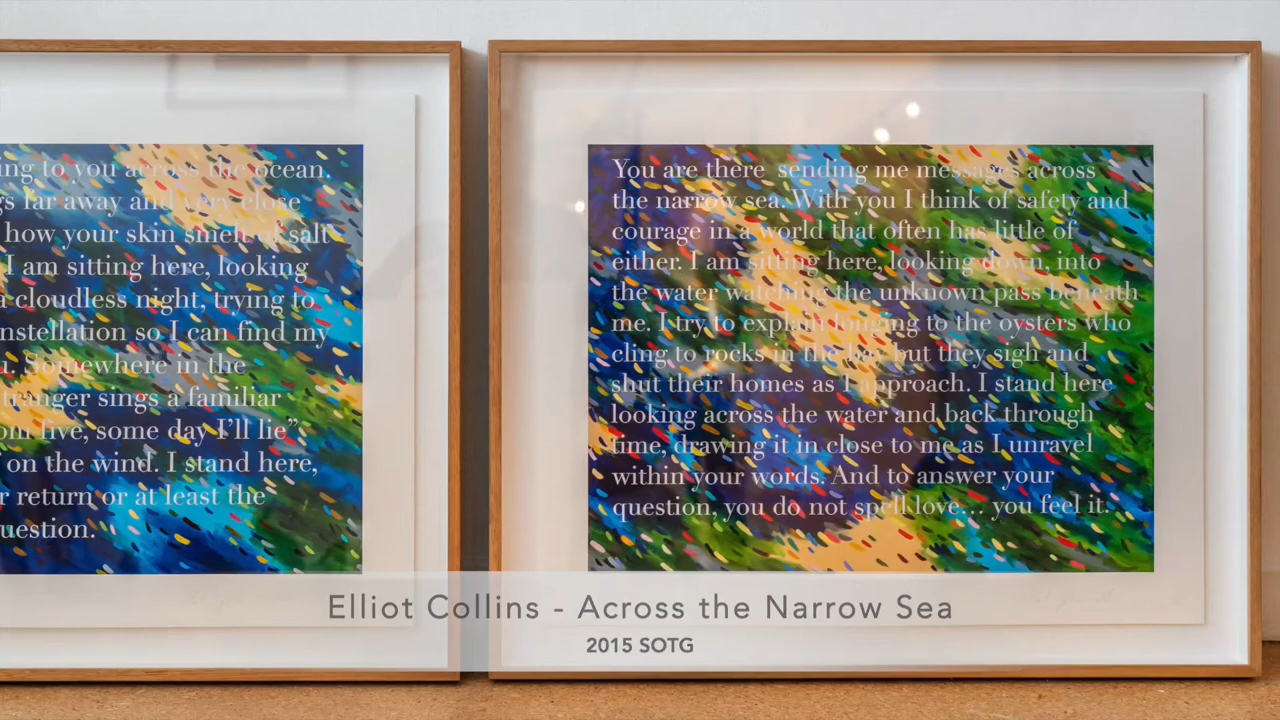 ing to you across the ocean.
gs far away and very close
how your skin smelt of salt
I am sitting here, looking
a cloudless night, trying to
nstellation so I can find my
u. Somewhere in the
tranger sings a familiar
om five, some day I'll lie”
on the wind. I stand here,
r return or at least the
uestion.
You are there sending me messages across
the narrow sea. With you I think of safety and
courage in a world that often has little of
either. I am sitting here, looking down, into
the water watching the unknown pass beneath
me. I try to explain longing to the oysters who
cling to rocks in the bay but they sigh and
shut their homes as I approach. I stand here
looking across the water and back through
time, drawing it in close to me as I unravel
within your words. And to answer your
question, you do not spell love... you feel it.
Elliot Collins - Across the Narrow Sea
2015 SOTG